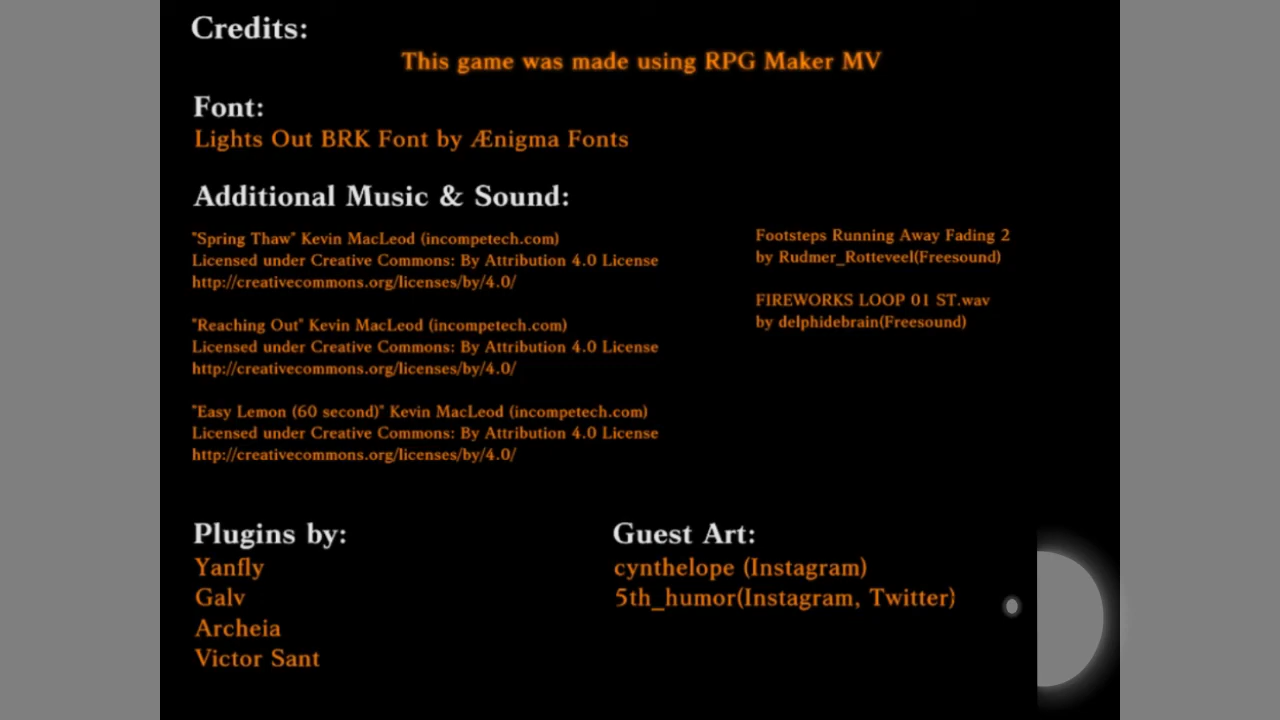 Credits:
This game was made using RPG Maker MV
Font:
Lights Out BRK Font by Ænigma Fonts
Additional Music & Sound:
"Spring Thaw" Kevin MacLeod (incompetech.com)
Licensed under Creative Commons: By Attribution 4.0 License
http://creativecommons.org/licenses/by/4.0/
"Reaching Out" Kevin MacLeod (incompetech.com)
Licensed under Creative Commons: By Attribution 4.0 License
http://creativecommons.org/licenses/by/4.0/
"Easy Lemon (60 second)" Kevin MacLeod (incompetech.com)
Licensed under Creative Commons: By Attribution 4.0 License
http://creativecommons.org/licenses/by/4.0/
Footsteps Running Away Fading 2
by Rudmer_Rotteveel(Freesound)
FIREWORKS LOOP 01 ST.wav
by delphidebrain(Freesound)
Plugins by:
Yanfly
Galv
Archeia
Victor Sant
Guest Art:
cynthelope (Instagram)
5th_humor(Instagram, Twitter)